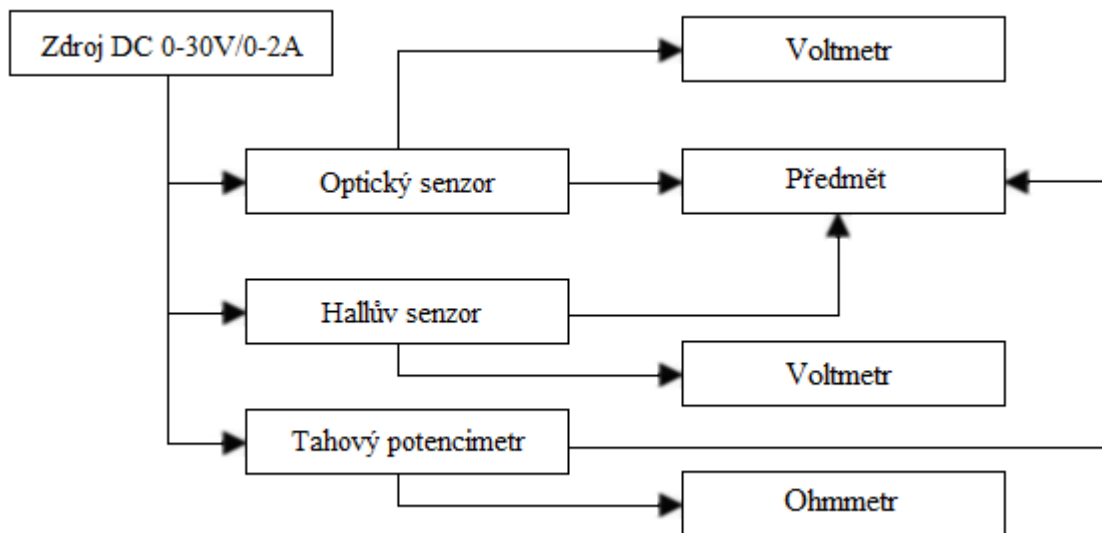 Zdroj DC 0-30V/0-2A
Voltmetr
Optický senzor
Předmět
Hallův senzor
Voltmetr
Tahový potencimetr
Ohmmetr